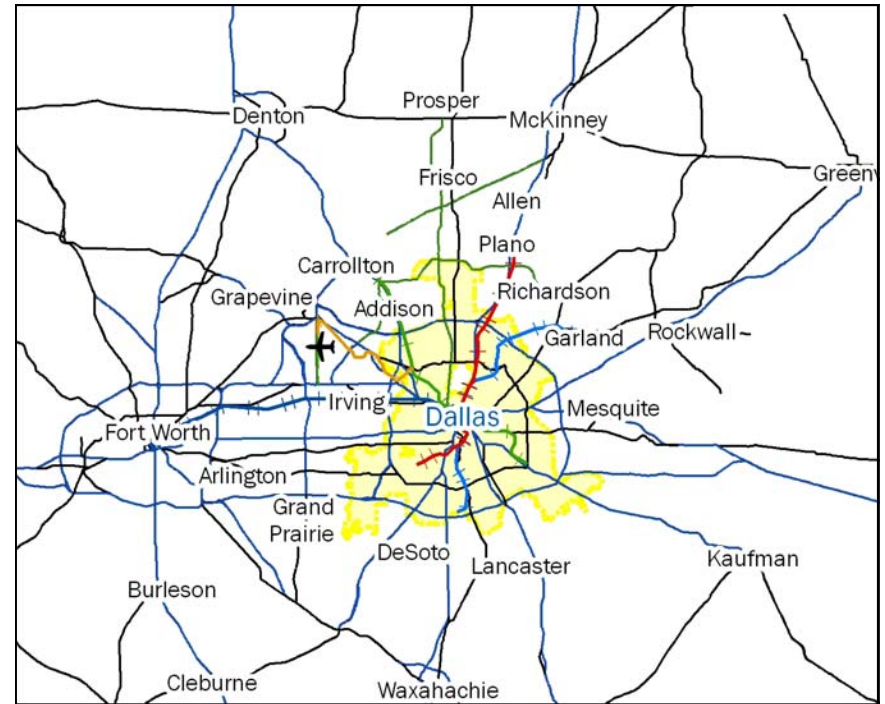 Prosper
Denton
McKinney
Frisco
Allen
Plano
Carrollton
Grapevine
Addison
Richardson
Garland
Rockwall
Irving
Dallas
Mesquite
Fort Worth
Arlington
Grand
Prairie
DeSoto
Lancaster
Kaufman
Burleson
Cleburne
Waxahachie